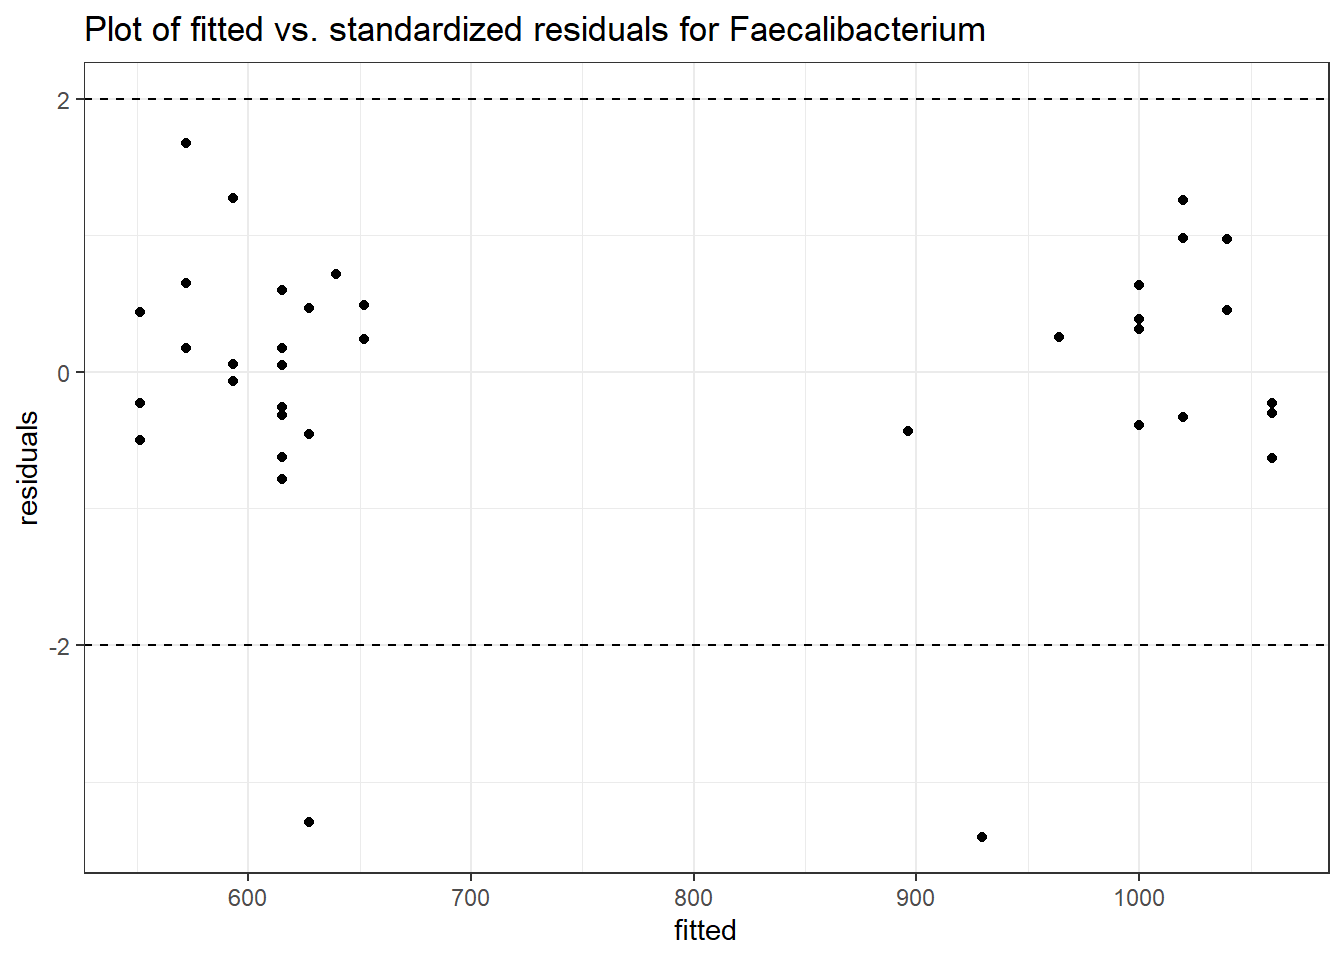 Plot of fitted vs. standardized residuals for Faecalibacterium
2
0
-2
residuals
600 700 800 900 1000
fitted